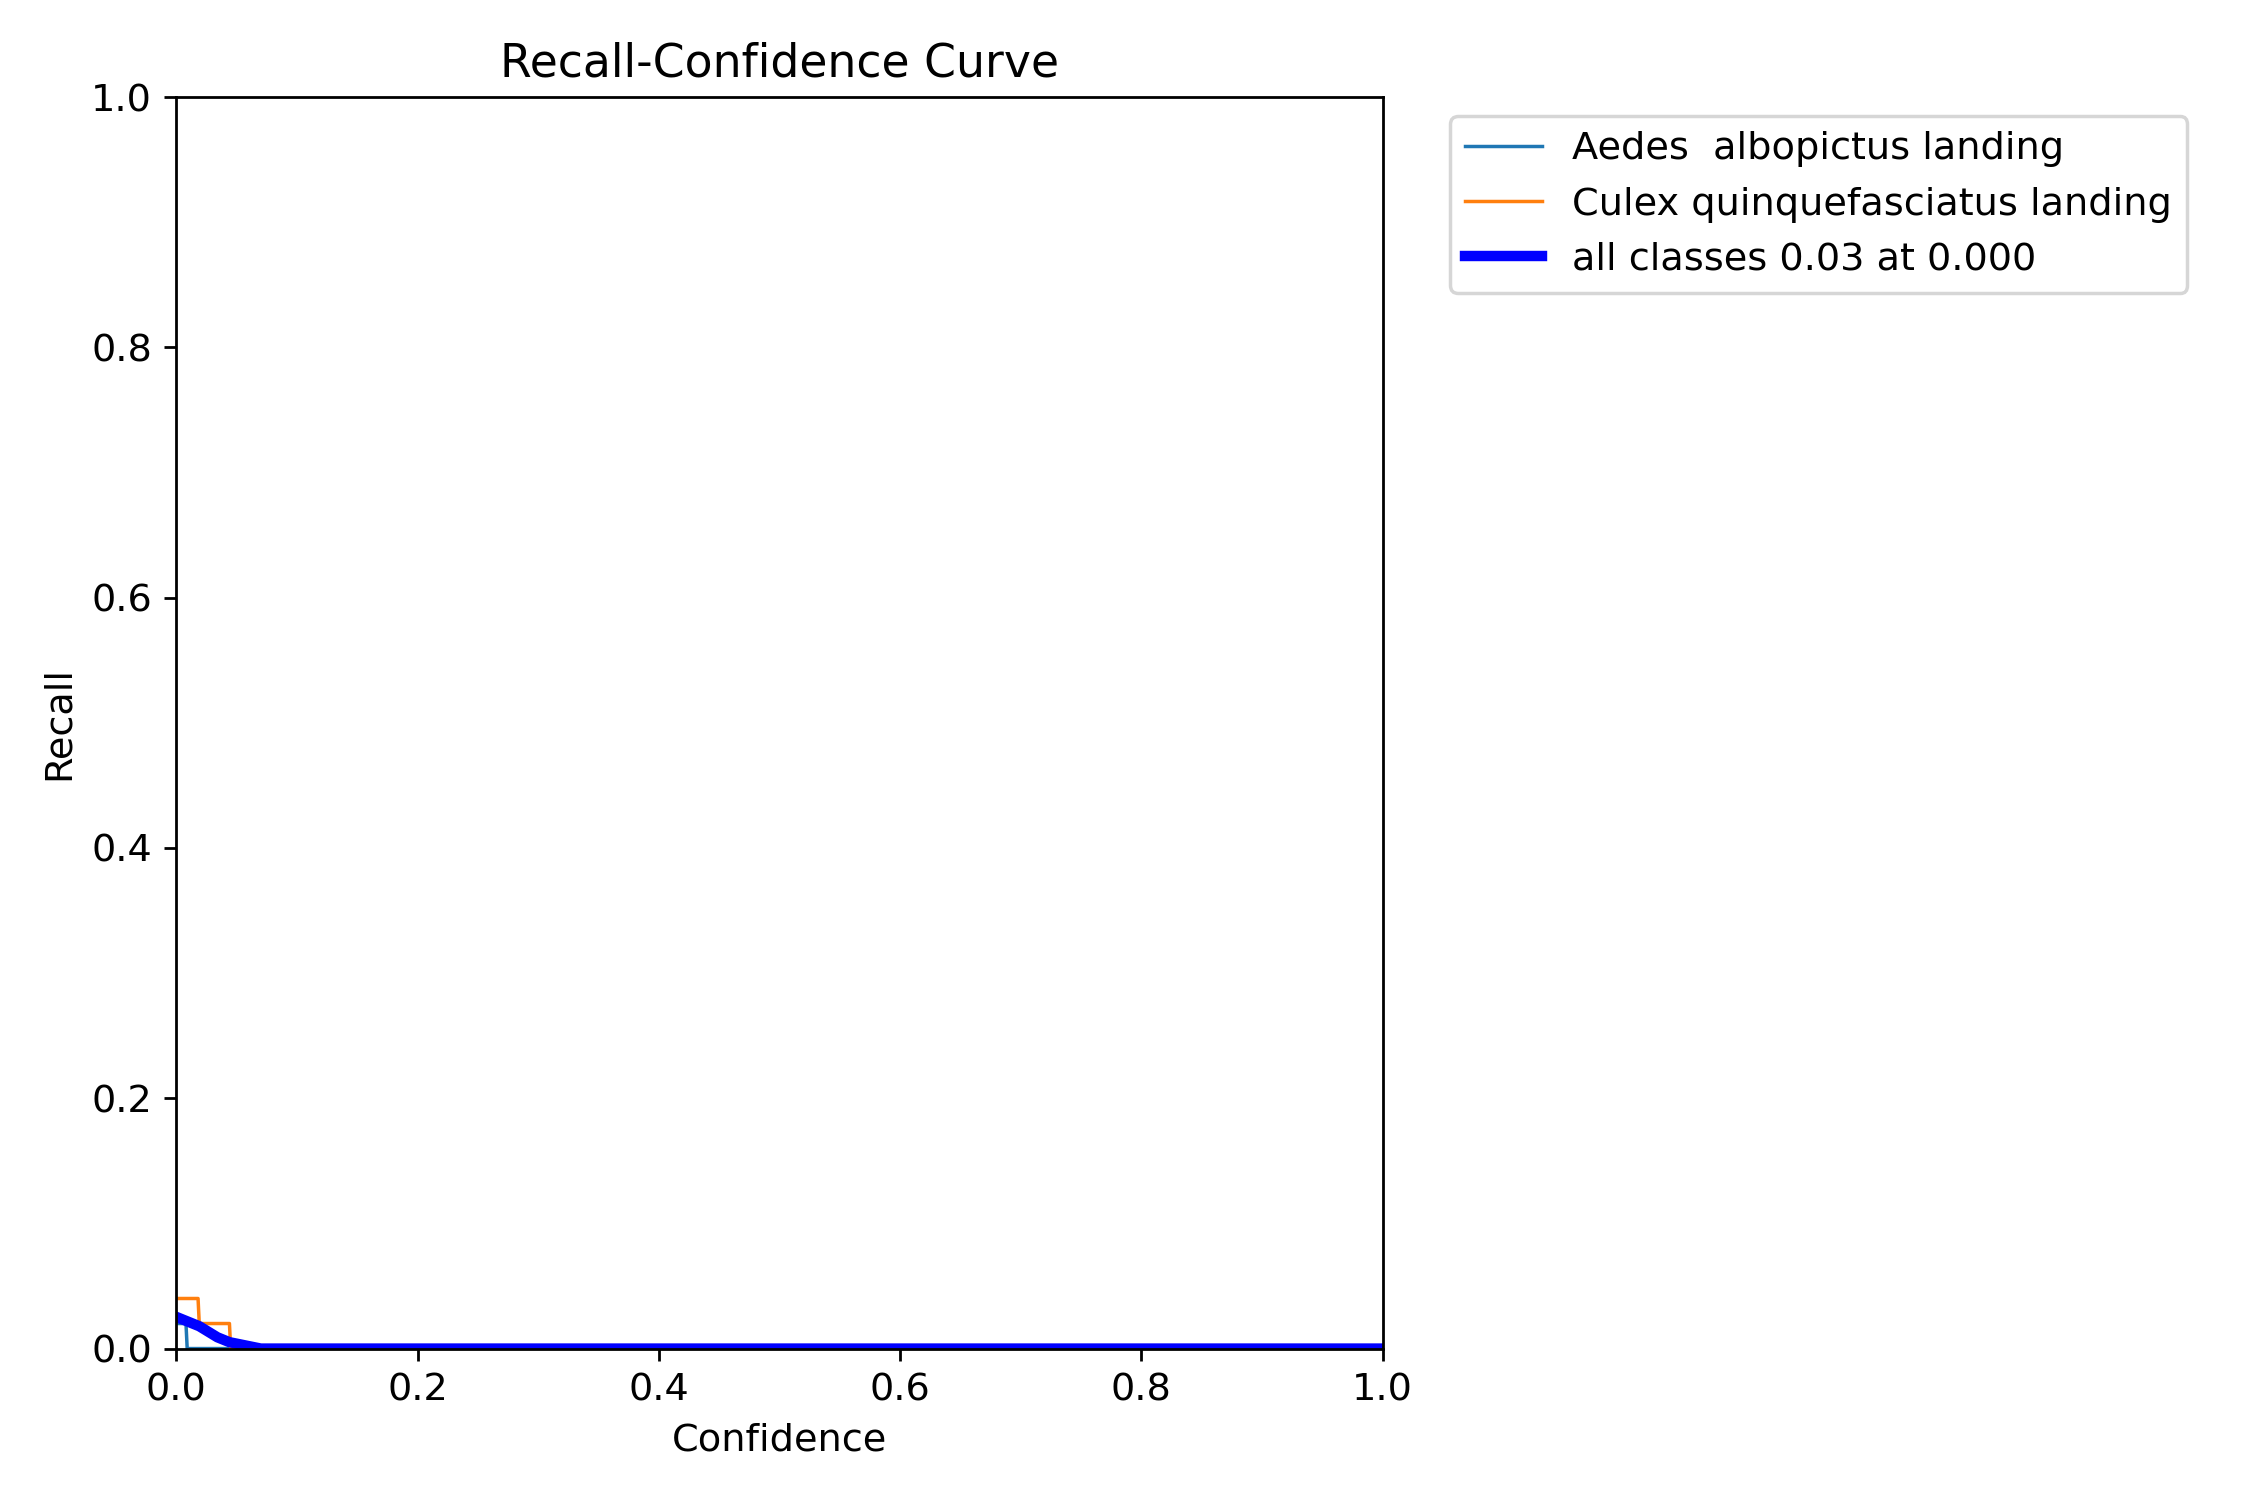 Recall-Confidence Curve
1.0
0.8
0.6
0.4
0.2
0.0
Recall
0.0 0.2 0.4 0.6 0.8 1.0
Confidence
Aedes  albopictus landing
Culex quinquefasciatus landing
all classes 0.03 at 0.000